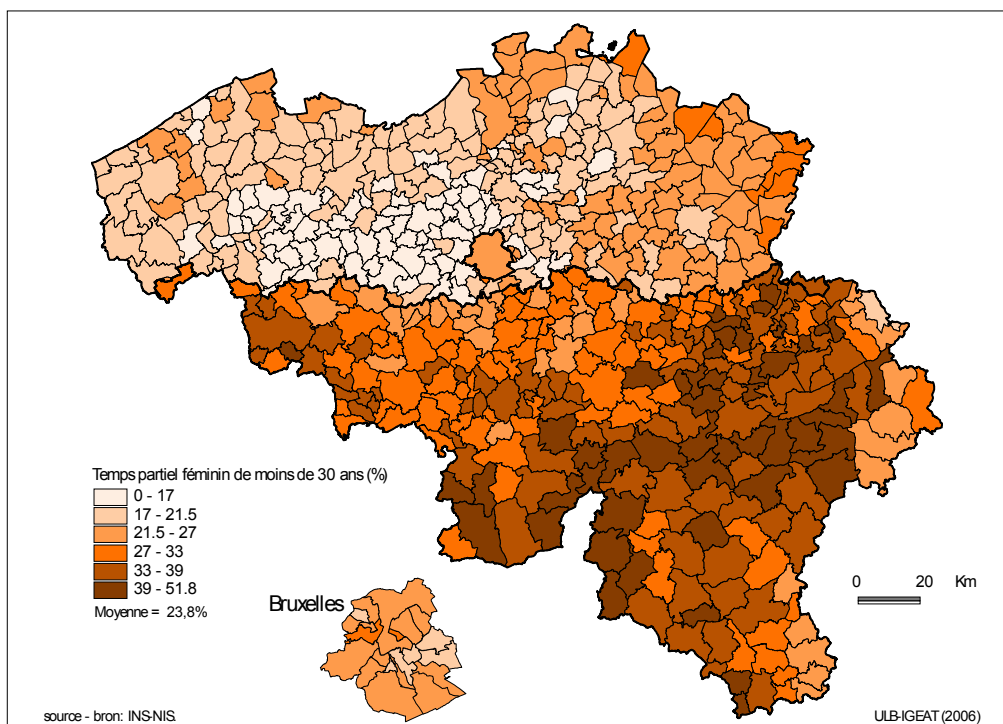 Temps partiel féminin de moins de 30 ans (%)
0 - 17
17 - 21.5
21.5 - 27
27 - 33
33 - 39
39 - 51.8
Moyenne = 23,8%
Bruxelles
0 20 Km
source - bron: INS-NIS.
ULB-IGEAT (2006)